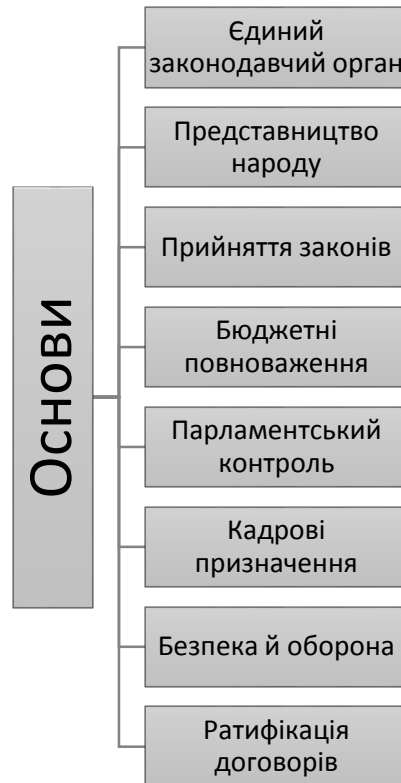 Основи
Єдиний
законодавчий орган
Представництво
народу
Прийняття законів
Бюджетні
повноваження
Парламентський
контроль
Кадрові
призначення
Безпека й оборона
Ратифікація
договорів